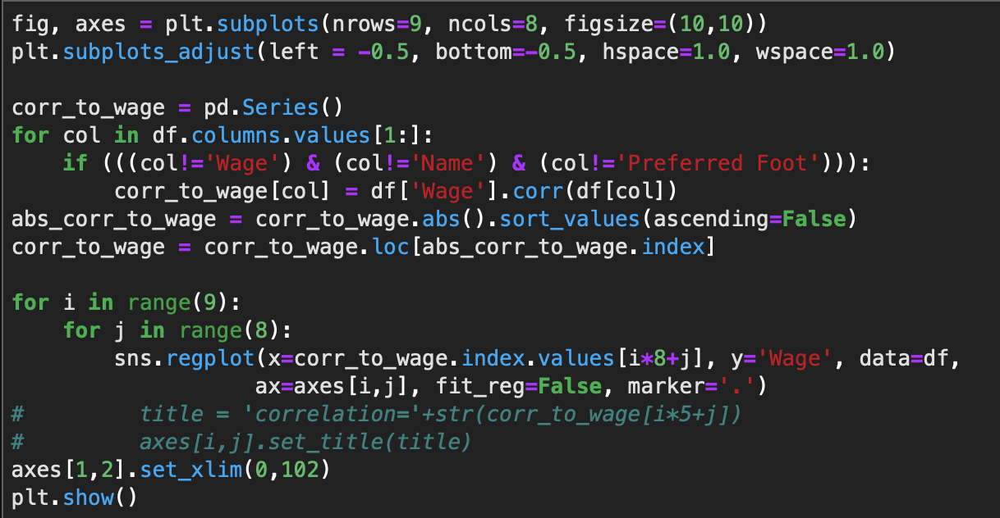 fig, axes = plt.subplots(nrows=9, ncols=8, figsize=(10,10))
plt.subplots_adjust(left = -0.5, bottom=-0.5, hspace=1.0, wspace=1.0)

corr_to_wage = pd.Series()
for col in df.columns.values[1:]:
    if (((col!='Wage') & (col!='Name') & (col!='Preferred Foot'))):
        corr_to_wage[col] = df['Wage'].corr(df[col])
abs_corr_to_wage = corr_to_wage.abs().sort_values(ascending=False)
corr_to_wage = corr_to_wage.loc[abs_corr_to_wage.index]

for i in range(9):
    for j in range(8):
        sns.regplot(x=corr_to_wage.index.values[i*8+j], y='Wage', data=df,
                   ax=axes[i,j], fit_reg=False, marker='.')
#         title = 'correlation='+str(corr_to_wage[i*5+j])
#         axes[i,j].set_title(title)
axes[1,2].set_xlim(0,102)
plt.show()